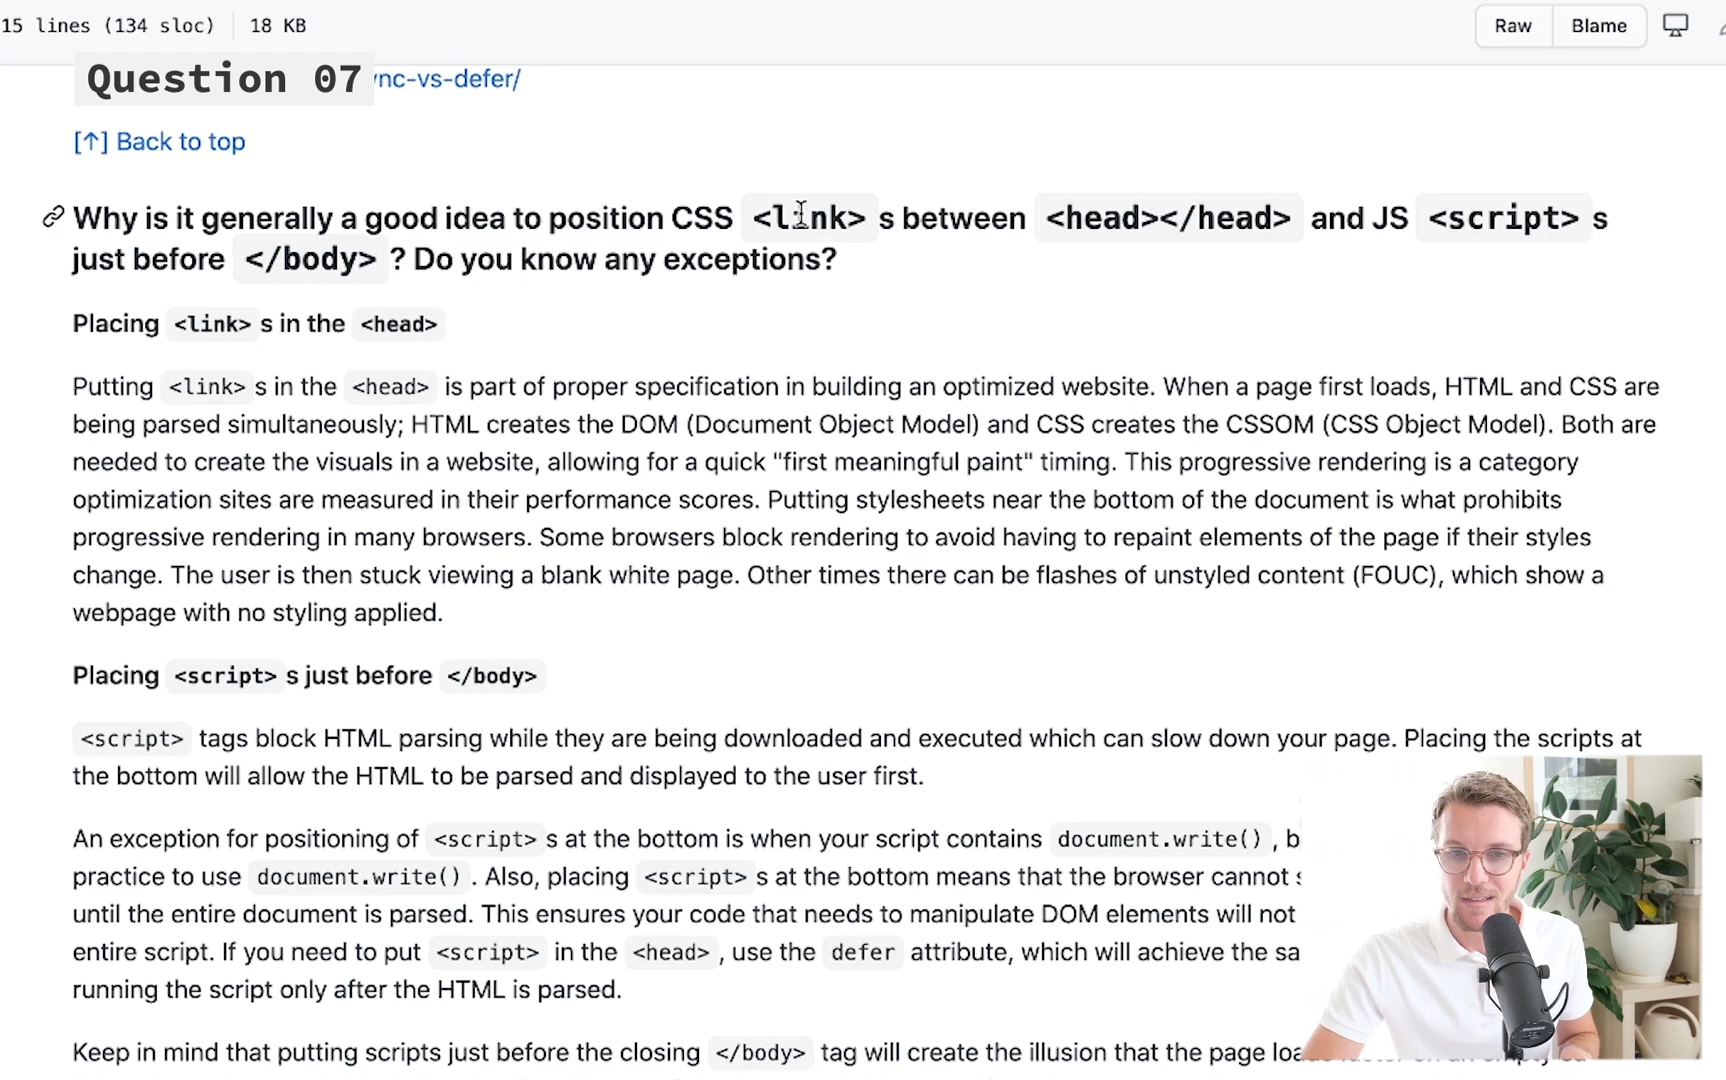 15 lines (134 sloc) 18 KB
Raw Blame
Question 07 nc-vs-defer/
[↑] Back to top
Why is it generally a good idea to position CSS <link> s between <head></head> and JS <script> s
just before </body> ? Do you know any exceptions?
Placing <link> s in the <head>
Putting <link> s in the <head> is part of proper specification in building an optimized website. When a page first loads, HTML and CSS are
being parsed simultaneously; HTML creates the DOM (Document Object Model) and CSS creates the CSSOM (CSS Object Model). Both are
needed to create the visuals in a website, allowing for a quick "first meaningful paint" timing. This progressive rendering is a category
optimization sites are measured in their performance scores. Putting stylesheets near the bottom of the document is what prohibits
progressive rendering in many browsers. Some browsers block rendering to avoid having to repaint elements of the page if their styles
change. The user is then stuck viewing a blank white page. Other times there can be flashes of unstyled content (FOUC), which show a
webpage with no styling applied.
Placing <script> s just before </body>
<script> tags block HTML parsing while they are being downloaded and executed which can slow down your page. Placing the scripts at
the bottom will allow the HTML to be parsed and displayed to the user first.
An exception for positioning of <script> s at the bottom is when your script contains document.write() , b
practice to use document.write() . Also, placing <script> s at the bottom means that the browser cannot s
until the entire document is parsed. This ensures your code that needs to manipulate DOM elements will not
entire script. If you need to put <script> in the <head> , use the defer attribute, which will achieve the sa
running the script only after the HTML is parsed.
Keep in mind that putting scripts just before the closing </body> tag will create the illusion that the page loa